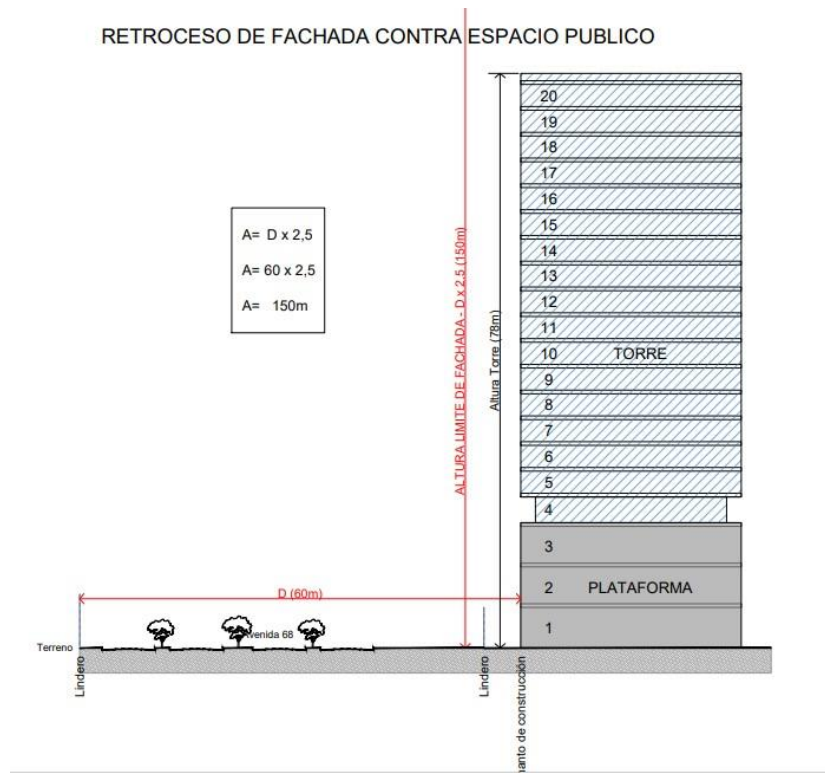 RETROCESO DE FACHADA CONTRA ESPACIO PUBLICO
A= D x 2,5
A= 60 x 2,5
A= 150m
ALTURA LIMITE DE FACHADA - D x 2,5 (150m)
Altura Torre (78m)
20
19
18
17
16
15
14
13
12
11
10 TORRE
9
8
7
6
5
4
3
2 PLATAFORMA
1
D (60m)
venida 68
Terreno
Lindero
Lindero
anto de construcción